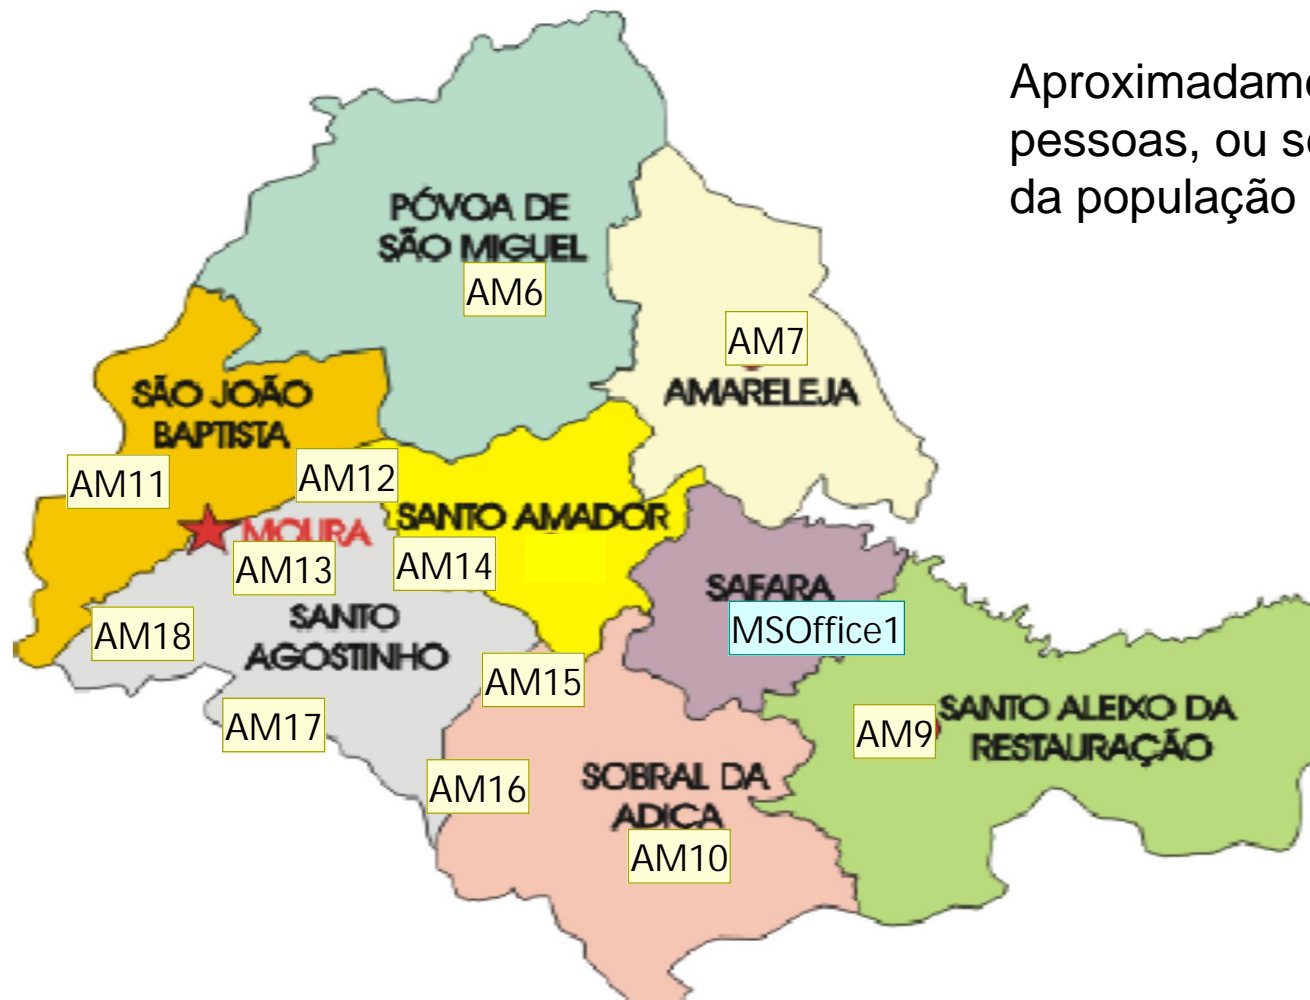 Aproximadame
pessoas, ou se
da população
PÓVOA DE
SÃO MIGUEL
AM6
AM7
AMARELEJA
SÃO JOÃO
BAPTISTA
AM11
AM12
SANTO AMADOR
MOURA
AM13
AM14
SAFARA
MSOffice1
SANTO
AGOSTINHO
AM18
AM15
AM17
AM9
SANTO ALEIXO DA
RESTAURAÇÃO
AM16
SOBRAL DA
ADICA
AM10